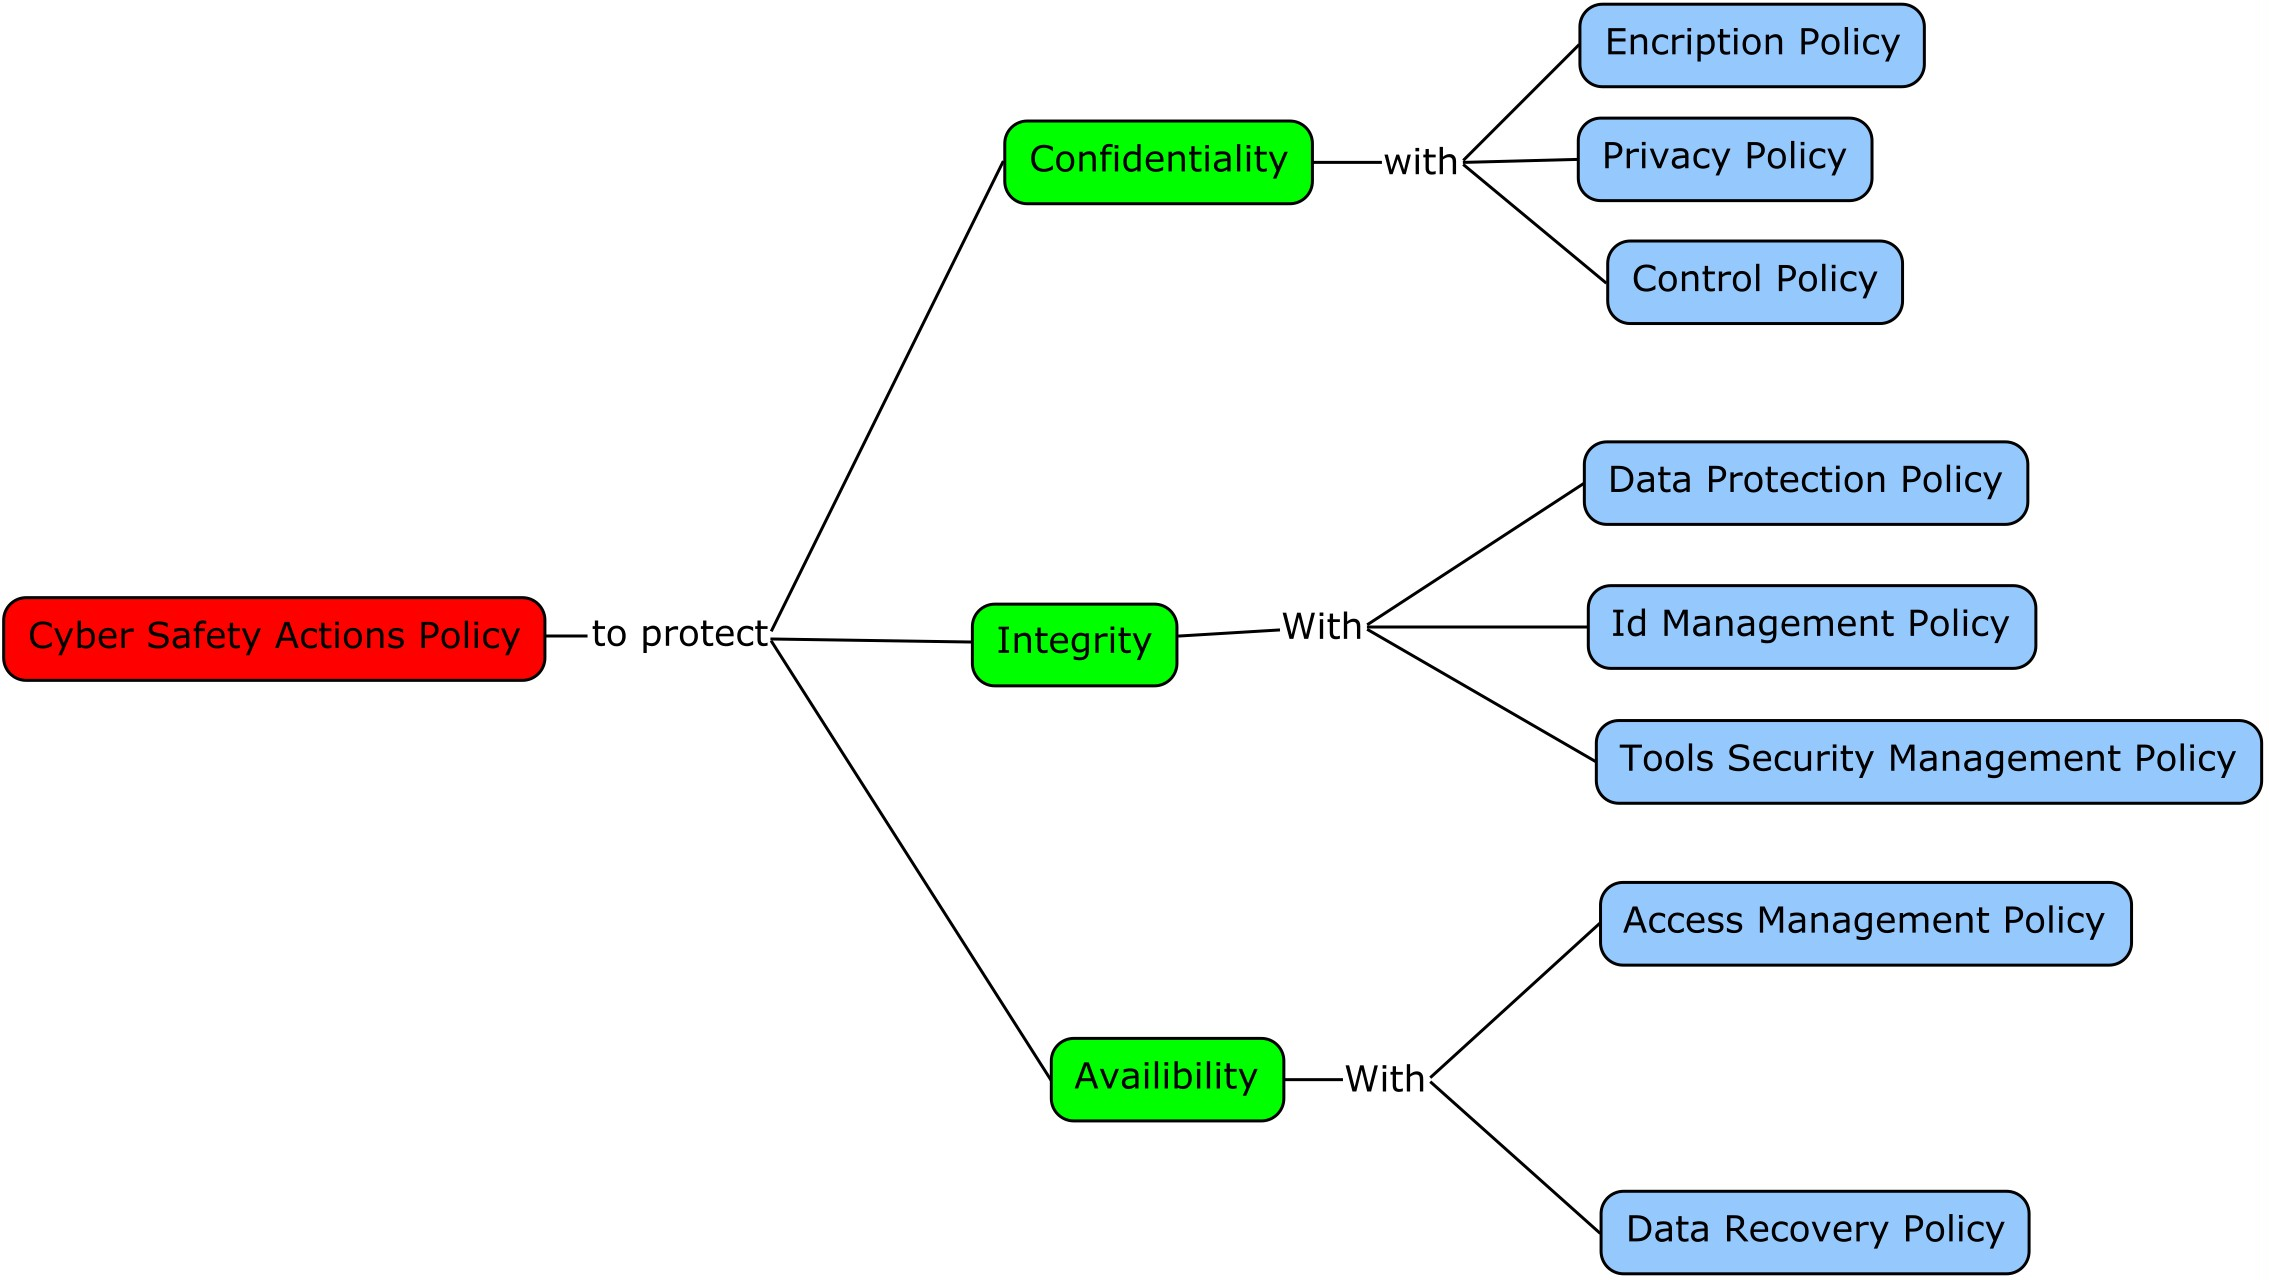 Encription Policy
Confidentiality
with
Privacy Policy
Control Policy
Data Protection Policy
Cyber Safety Actions Policy
to protect
Integrity
With
Id Management Policy
Tools Security Management Policy
Access Management Policy
Availibility
With
Data Recovery Policy